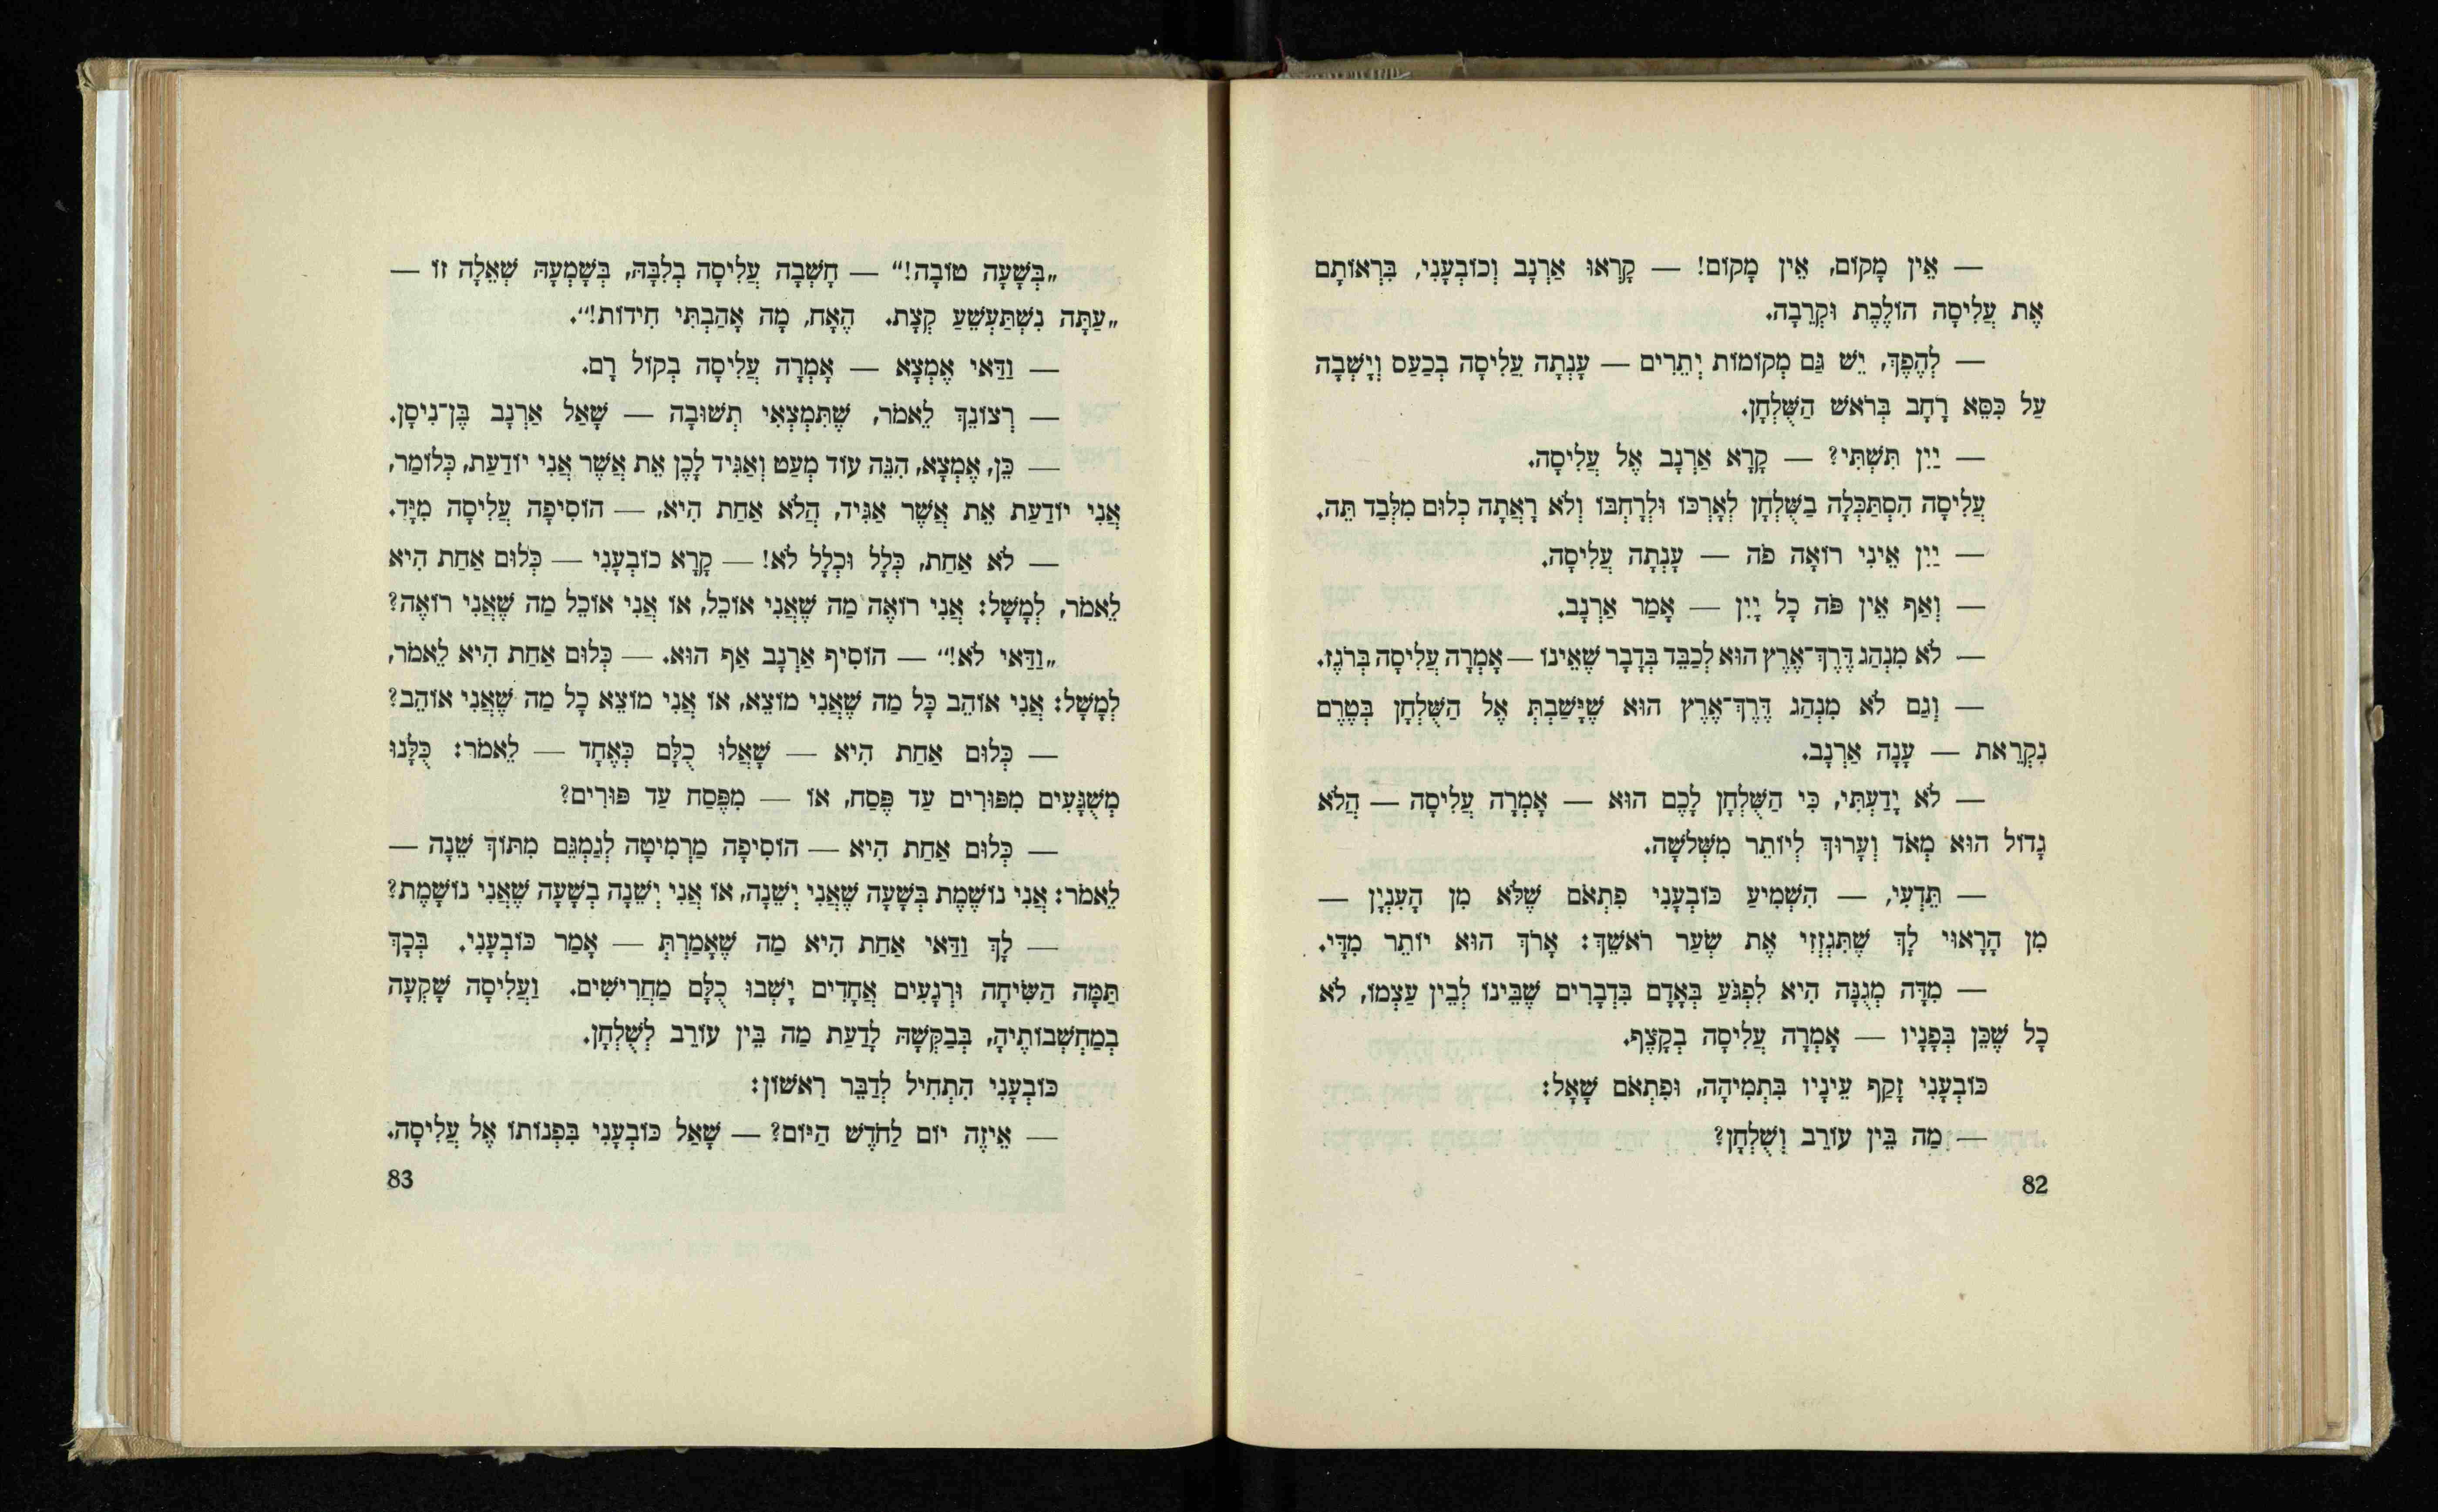 — אֵין מָקוֹם, אֵין מָקוֹם! — קָרְאוּ אַרְנָב וְכוֹבְעָנִי, בִּרְאוֹתָם
אֶת עֲלִיסָה הוֹלֶכֶת וּקְרֵבָה.
— לְהֶפֶךְ, יֵשׁ גַּם מְקוֹמוֹת יְתֵרִים — עָנְתָה עֲלִיסָה בְכַעַס וְיָשְׁבָה
עַל כִּסֵּא רָחָב בְּרֹאשׁ הַשֻּׁלְחָן.
— יַיִן תִּשְׁתִּי? — קָרָא אַרְנָב אֶל עֲלִיסָה.
עֲלִיסָה הִסְתַּכְּלָה בַשֻּׁלְחָן לְאָרְכּוֹ וּלְרָחְבּוֹ וְלֹא רָאֲתָה כְלוּם מִלְּבַד תֵּה.
— יַיִן אֵינִי רוֹאָה פֹה — עָנְתָה עֲלִיסָה.
— וְאַף אֵין פֹּה כָל יָיִן — אָמַר אַרְנָב.
— לֹא מִנְהַג דֶּרֶךְ־אֶרֶץ הוּא לְכַבֵּד בְּדָבָר שֶׁאֵינוֹ — אָמְרָה עֲלִיסָה בְּרֹגֶז.
— וְגַם לֹא מִנְהַג דֶּרֶךְ־אֶרֶץ הוּא שֶׁיָּשַׁבְתְּ אֶל הַשֻּׁלְחָן בְּטֶרֶם
נִקְרֵאת — עָנָה אַרְנָב.
— לֹא יָדַעְתִּי, כִּי הַשֻּׁלְחָן לָכֶם הוּא — אָמְרָה עֲלִיסָה — הֲלֹא
גָדוֹל הוּא מְאֹד וְעָרוּךְ לְיוֹתֵר מִשְּׁלֹשָׁה.
— תֵּדְעִי, — הִשְׁמִיעַ כּוֹבְעָנִי פִּתְאֹם שֶׁלֹּא מִן הָעִנְיָן —
מִן הָרָאוּי לָךְ שֶׁתִּגְזְזִי אֶת שְׂעַר רֹאשֵׁךְ: אָרֹךְ הוּא יוֹתֵר מִדָּי.
— מִדָּה מְגֻנָּה הִיא לִפְגֹּעַ בְּאָדָם בִּדְבָרִים שֶׁבֵּינוֹ לְבֵין עַצְמוֹ, לֹא
כָל שֶׁכֵּן בְּפָנָיו — אָמְרָה עֲלִיסָה בְקָצֶף.
כּוֹבְעָנִי זָקַף עֵינָיו בִּתְמִיהָה, וּפִתְאֹם שָׁאָל:
— מַה בֵּין עוֹרֵב וְשֻׁלְחָן?
82
„בְּשָׁעָה טוֹבָה!“ — חָשְׁבָה עֲלִיסָה בְלִבָּהּ, בְּשָׁמְעָהּ שְׁאֵלָה זוֹ —
„עַתָּה נִשְׁתַּעְשֵׁעַ קְצָת. הֶאָח, מָה אָהַבְתִּי חִידוֹת!“.
— וַדַּאי אֶמְצָא — אָמְרָה עֲלִיסָה בְקוֹל רָם.
— רְצוֹנֵךְ לֵאמֹר, שֶׁתִּמְצְאִי תְשׁוּבָה — שָׁאַל אַרְנָב בֶּן־נִיסָן.
— כֵּן, אֶמְצָא, הִנֵּה עוֹד מְעַט וְאַגִּיד לָכֶן אֵת אֲשֶׁר אֲנִי יוֹדַעַת, כְּלוֹמַר,
אֲנִי יוֹדַעַת אֵת אֲשֶׁר אַגִּיד, הֲלֹא אַחַת הִיא, — הוֹסִיפָה עֲלִיסָה מִיָּד.
— לֹא אַחַת, כְּלָל וּכְלָל לֹא! — קָרָא כוֹבְעָנִי — כְּלוּם אַחַת הִיא
לֵאמֹר, לְמָשָׁל: אֲנִי רוֹאֶה מַה שֶּׁאֲנִי אוֹכֵל, אוֹ אֲנִי אוֹכֵל מַה שֶּׁאֲנִי רוֹאֶה?
„וַדַּאי לֹא!“ — הוֹסִיף אַרְנָב אַף הוּא. — כְּלוּם אַחַת הִיא לֵאמֹר,
לְמָשָׁל: אֲנִי אוֹהֵב כָּל מַה שֶּׁאֲנִי מוֹצֵא, אוֹ אֲנִי מוֹצֵא כָל מַה שֶּׁאֲנִי אוֹהֵב?
— כְּלוּם אַחַת הִיא — שָׁאֲלוּ כֻלָּם כְּאֶחָד — לֵאמֹר: כֻּלָּנוּ
מְשֻׁגָּעִים מִפּוּרִים עַד פֶּסַח, אוֹ — מִפֶּסַח עַד פּוּרִים?
— כְּלוּם אַחַת הִיא — הוֹסִיפָה מַרְמִיטָה לְגַמְגֵּם מִתּוֹךְ שֵׁנָה —
לֵאמֹר: אֲנִי נוֹשֶׁמֶת בְּשָׁעָה שֶׁאֲנִי יְשֵׁנָה, אוֹ אֲנִי יְשֵׁנָה בְשָׁעָה שֶׁאֲנִי נוֹשָׁמֶת?
— לָךְ וַדַּאי אַחַת הִיא מַה שֶּׁאָמַרְתְּ — אָמַר כּוֹבְעָנִי. בְּכָךְ
תַּמָּה הַשִּׂיחָה וּרְגָעִים אֲחָדִים יָשְׁבוּ כֻלָּם מַחֲרִישִׁים. וַעֲלִיסָה שָׁקְעָה
בְמַחְשְׁבוֹתֶיהָ, בְּבַקְּשָׁהּ לָדַעַת מַה בֵּין עוֹרֵב לְשֻׁלְחָן.
כּוֹבְעָנִי הִתְחִיל לְדַבֵּר רִאשׁוֹן:
— אֵיזֶה יוֹם לַחֹדֶשׁ הַיּוֹם? — שָׁאַל כּוֹבְעָנִי בִּפְנוֹתוֹ אֶל עֲלִיסָה.
83